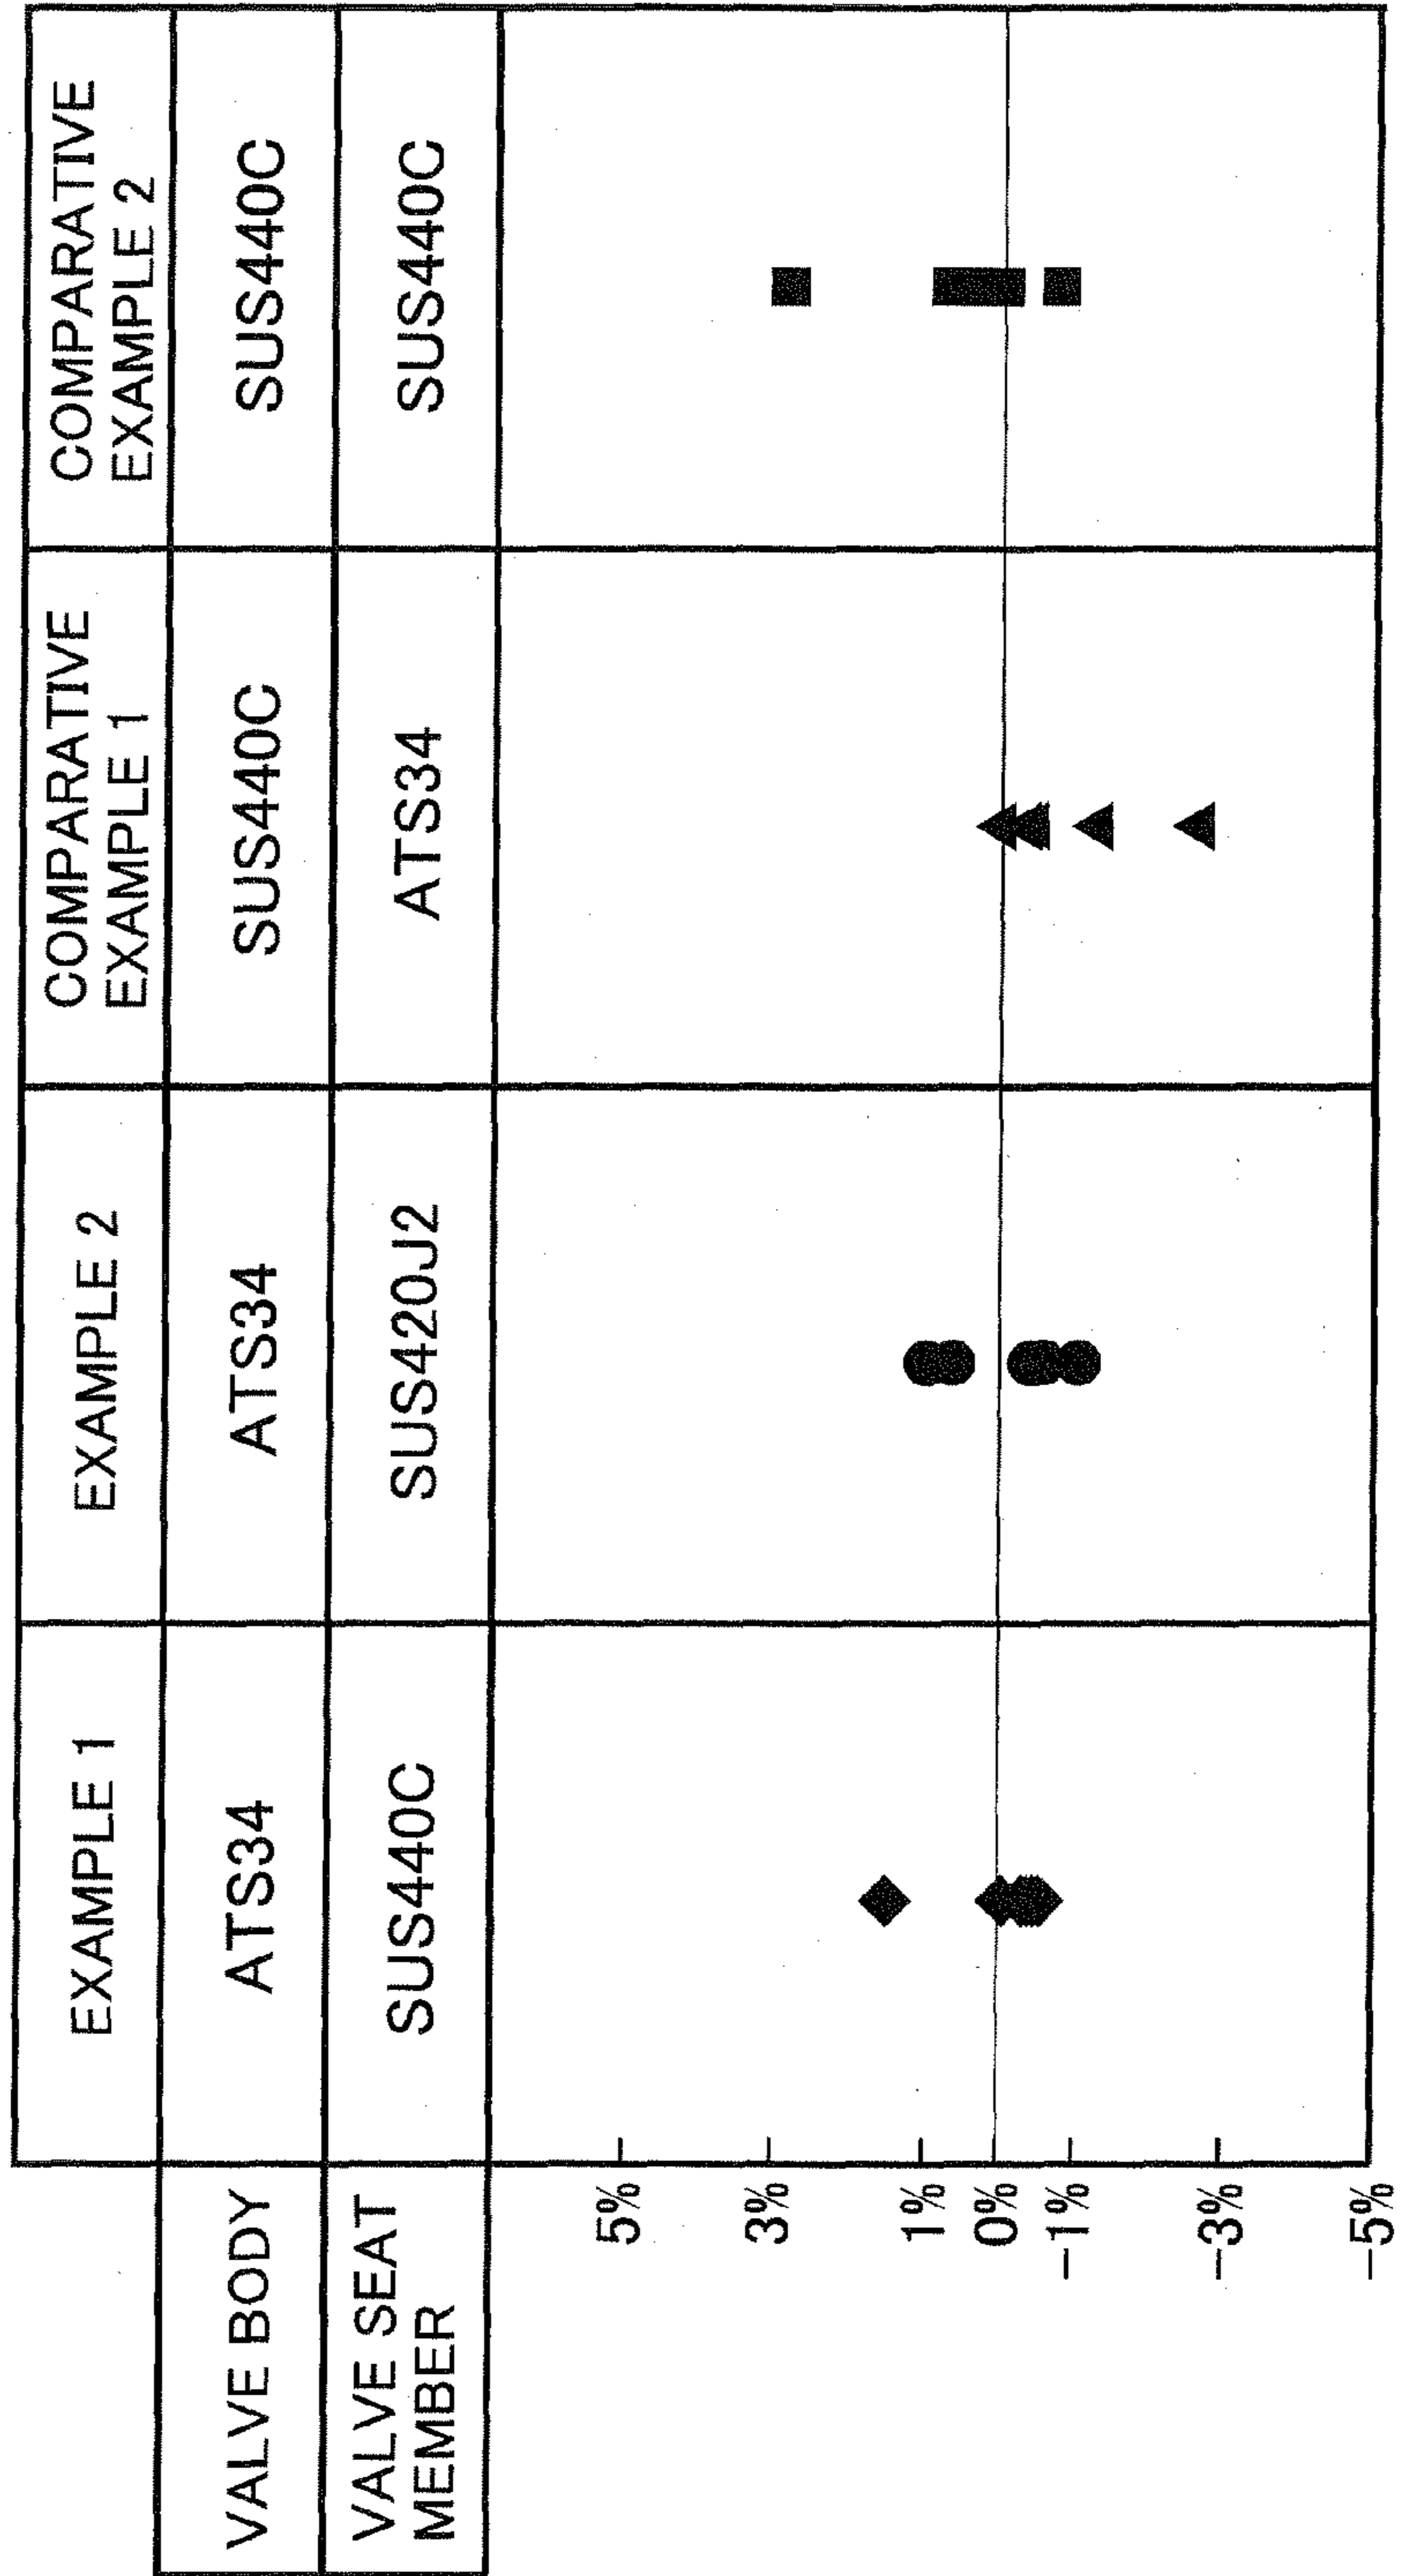 EXAMPLE 1
EXAMPLE 2
COMPARATIVE
EXAMPLE 1
COMPARATIVE
EXAMPLE 2
VALVE BODY
ATS34
ATS34
SUS440C
SUS440C
VALVE SEAT
MEMBER
SUS440C
SUS420J2
ATS34
SUS440C
5%
3%
1%
0%
−1%
−3%
−5%